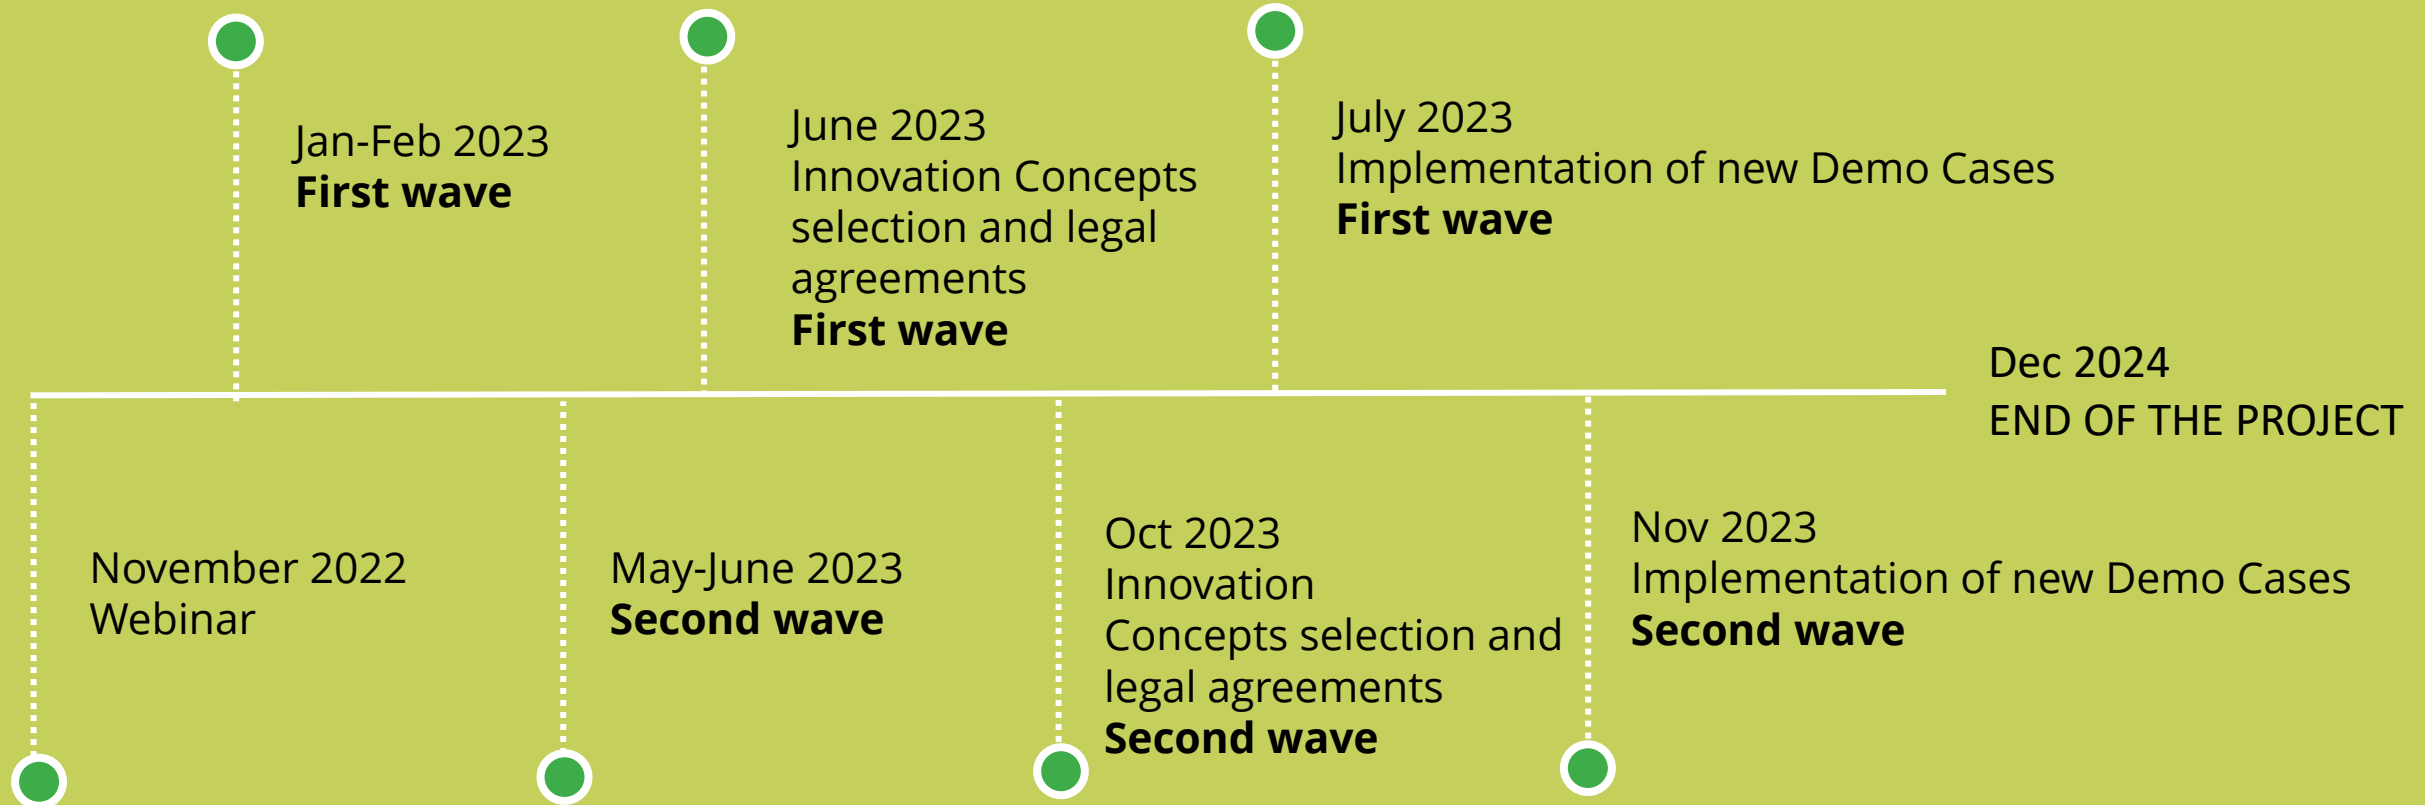 Jan-Feb 2023
First wave
June 2023
Innovation Concepts
selection and legal
agreements
First wave
July 2023
Implementation of new Demo Cases
First wave
Dec 2024
END OF THE PROJECT
November 2022
Webinar
May-June 2023
Second wave
Oct 2023
Innovation
Concepts selection and
legal agreements
Second wave
Nov 2023
Implementation of new Demo Cases
Second wave